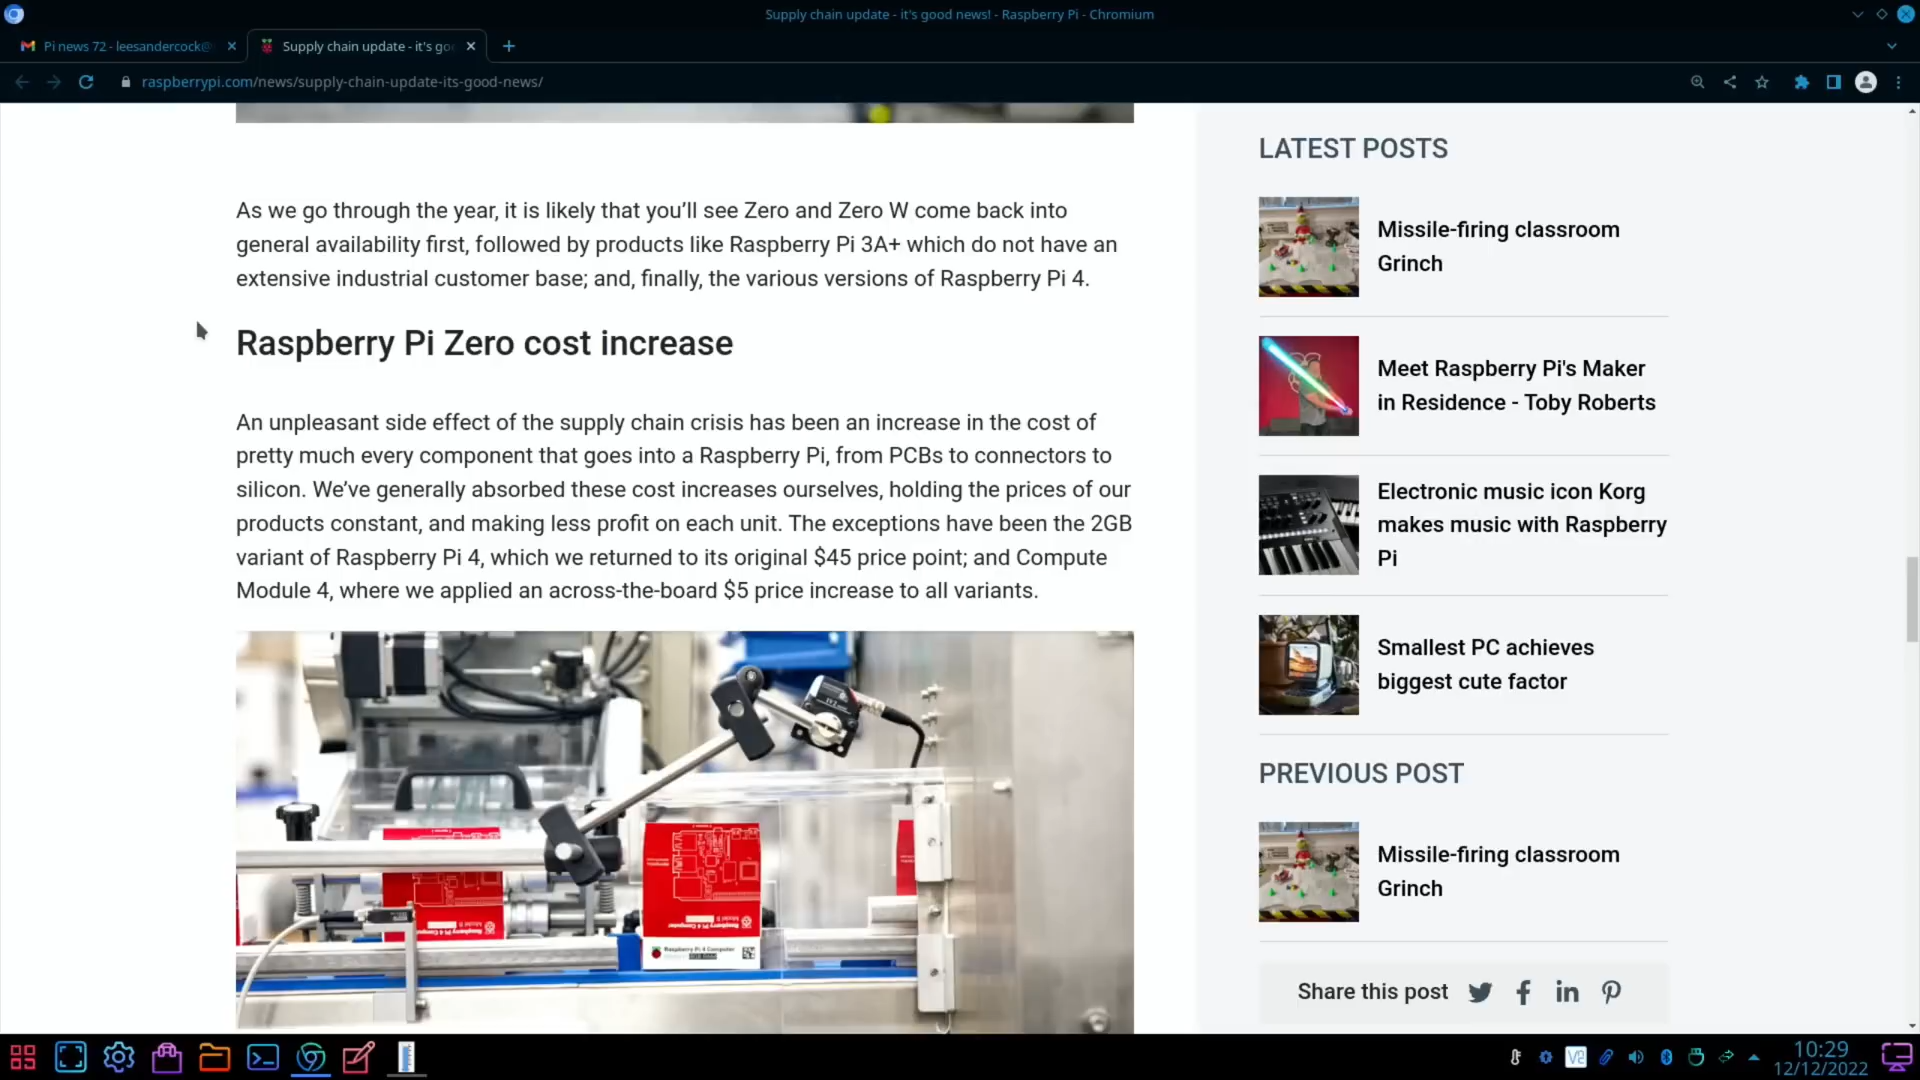 Supply chain update - it's good news! - Raspberry Pi - Chromium
Pi news 72 - leesandercock@
Supply chain update - it's go
raspberrypi.com/news/supply-chain-update-its-good-news/
As we go through the year, it is likely that you’ll see Zero and Zero W come back into
general availability first, followed by products like Raspberry Pi 3A+ which do not have an
extensive industrial customer base; and, finally, the various versions of Raspberry Pi 4.
Raspberry Pi Zero cost increase
An unpleasant side effect of the supply chain crisis has been an increase in the cost of
pretty much every component that goes into a Raspberry Pi, from PCBs to connectors to
silicon. We’ve generally absorbed these cost increases ourselves, holding the prices of our
products constant, and making less profit on each unit. The exceptions have been the 2GB
variant of Raspberry Pi 4, which we returned to its original $45 price point; and Compute
Module 4, where we applied an across-the-board $5 price increase to all variants.
Raspberry Pi 4 Computer
LATEST POSTS
Missile-firing classroom
Grinch
Meet Raspberry Pi's Maker
in Residence - Toby Roberts
Electronic music icon Korg
makes music with Raspberry
Pi
Smallest PC achieves
biggest cute factor
PREVIOUS POST
Missile-firing classroom
Grinch
Share this post
10:29
12/12/2022